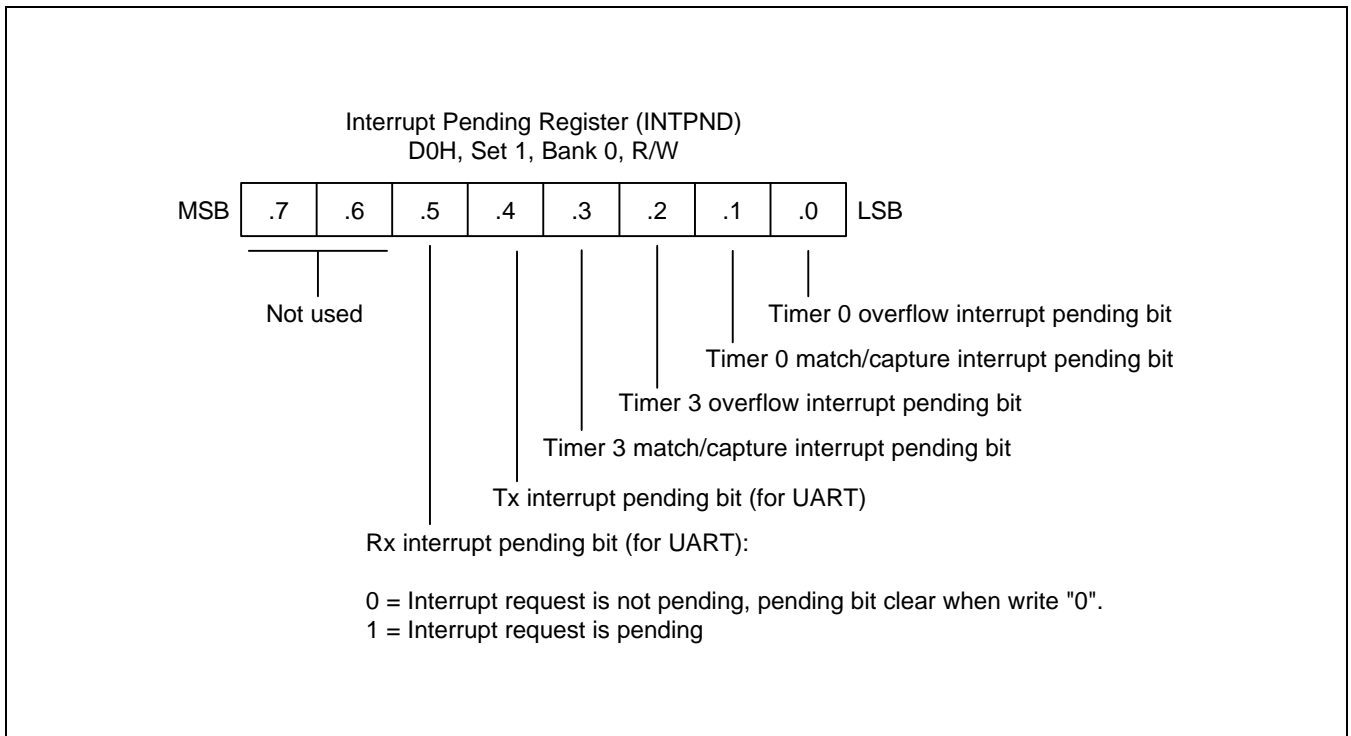 Interrupt Pending Register (INTPND)
D0H, Set 1, Bank 0, R/W
MSB .7 .6 .5 .4 .3 .2 .1 .0 LSB
Not used
Timer 0 overflow interrupt pending bit
Timer 0 match/capture interrupt pending bit
Timer 3 overflow interrupt pending bit
Timer 3 match/capture interrupt pending bit
Tx interrupt pending bit (for UART)
Rx interrupt pending bit (for UART):
0 = Interrupt request is not pending, pending bit clear when write "0".
1 = Interrupt request is pending